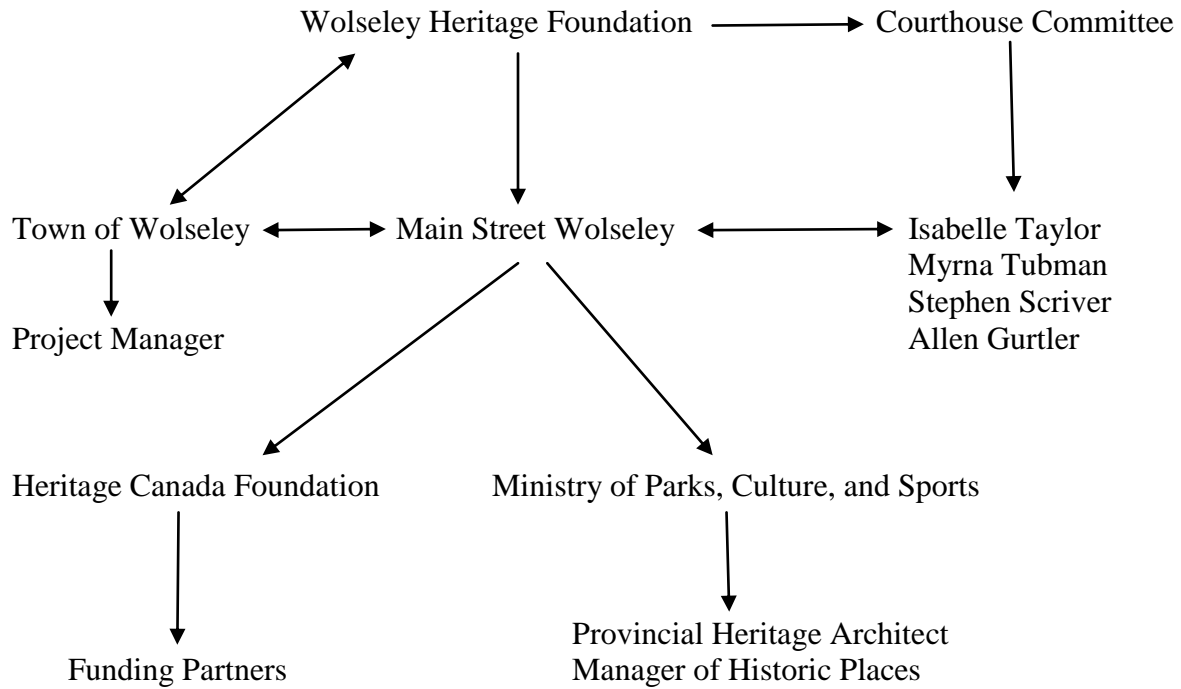 Wolseley Heritage Foundation
Courthouse Committee
Town of Wolseley
Main Street Wolseley
Isabelle Taylor
Myrna Tubman
Stephen Scriver
Allen Gurtler
Project Manager
Heritage Canada Foundation
Ministry of Parks, Culture, and Sports
Funding Partners
Provincial Heritage Architect
Manager of Historic Places